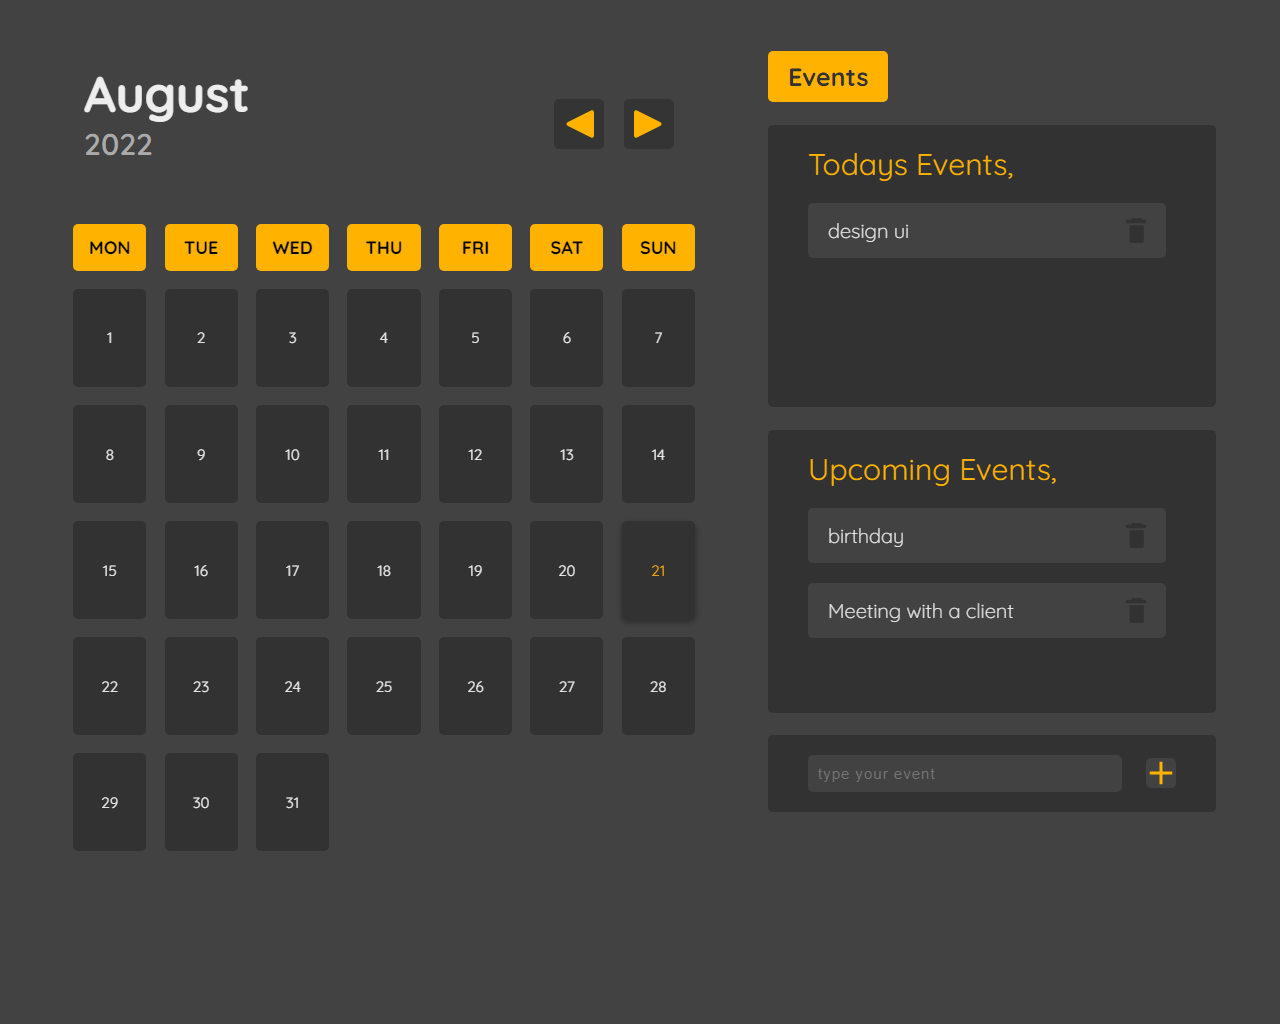 August
2022
MON TUE WED THU FRI SAT SUN
1 2 3 4 5 6 7
8 9 10 11 12 13 14
15 16 17 18 19 20 21
22 23 24 25 26 27 28
29 30 31
Events
Todays Events,
design ui
Upcoming Events,
birthday
Meeting with a client
type your event